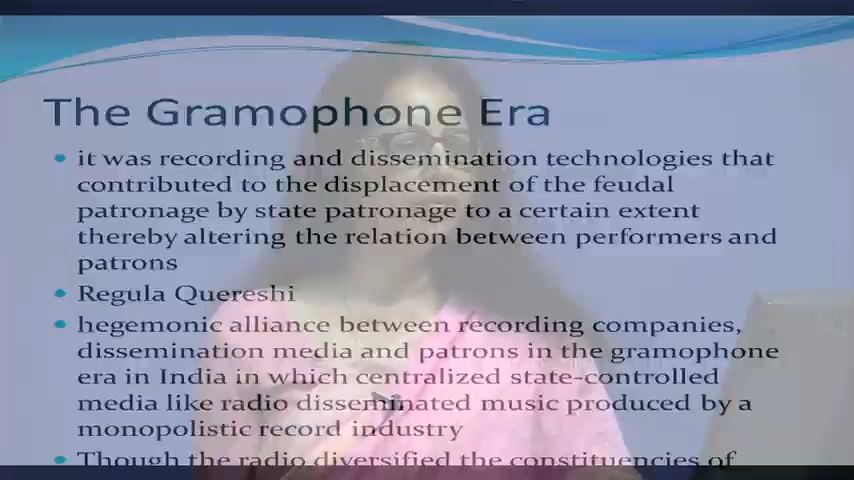 The Gramophone Era
• it was recording and dissemination technologies that
contributed to the displacement of the feudal
patronage by state patronage to a certain extent
thereby altering the relation between performers and
patrons
• Regula Quereshi
• hegemonic alliance between recording companies,
dissemination media and patrons in the gramophone
era in India in which centralized state-controlled
media like radio disseminated music produced by a
monopolistic record industry
• Though the radio diversified the constituencies of